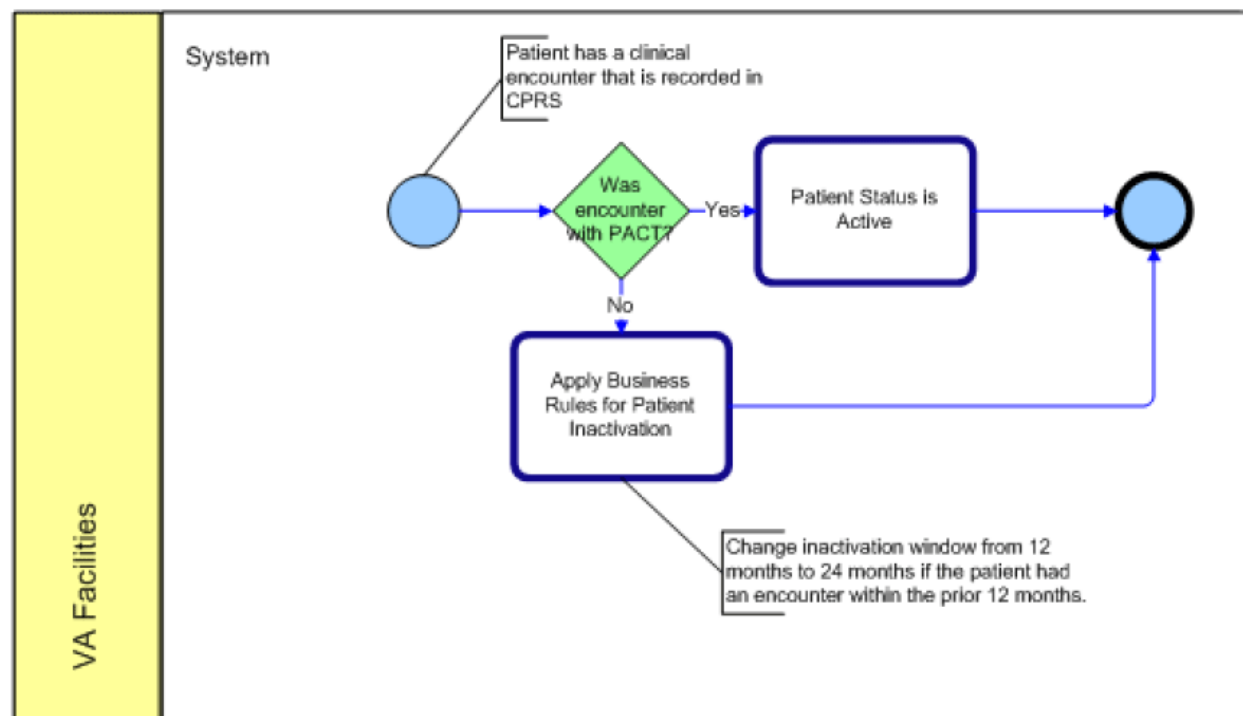 System
Patient has a clinical
encounter that is recorded in
CPRS
Was
encounter
with PACT?
Yes
Patient Status is
Active
No
Apply Business
Rules for Patient
Inactivation
Change inactivation window from 12
months to 24 months if the patient had
an encounter within the prior 12 months.
VA Facilities